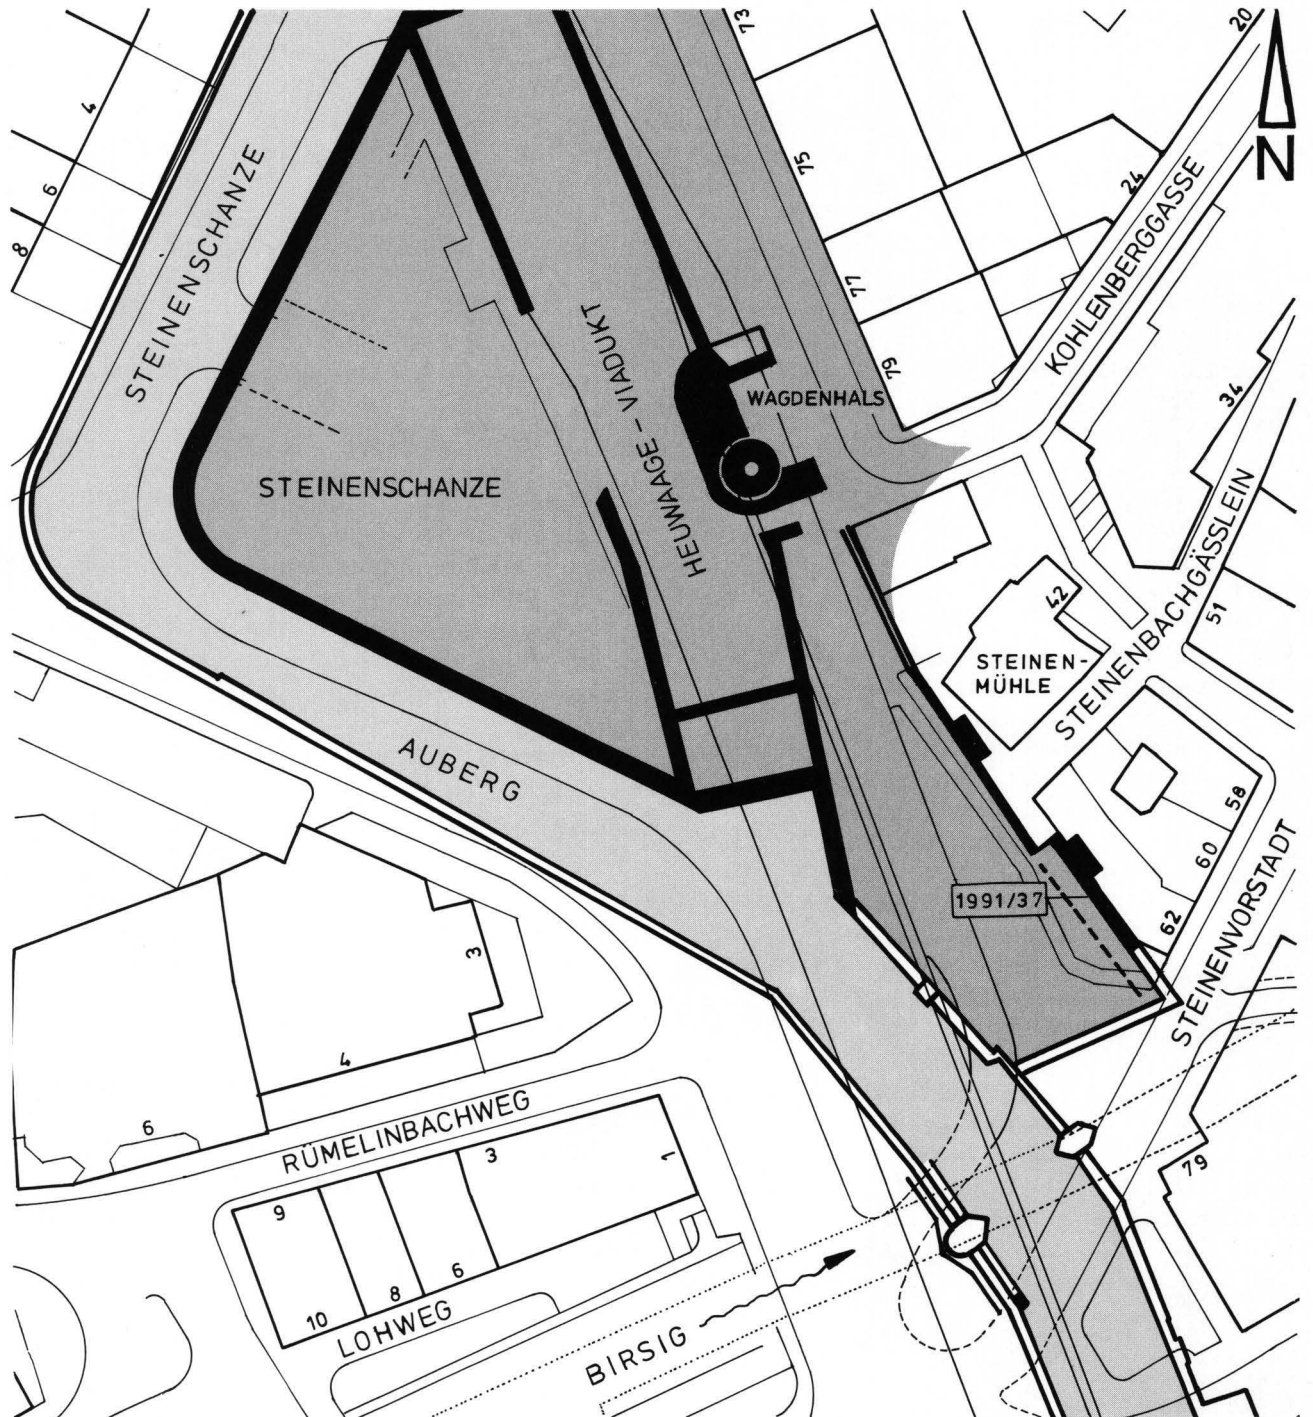 73
20
N
4
6
8
STEINENSCHANZE
75
24
KOHLENBERGGASSE
77
79
34
HEUWAAGE - VIADUKT
WAGDENHALS
STEINENSCHANZE
STEINENBACHGÄSSLEIN
42
51
STEINEN-
MÜHLE
AUBERG
58
60
62
1991/37
STEINENVORSTADT
3
4
6
RÜMELINBACHWEG
3
1
9
79
10
8
6
LOHWEG
BIRSIG